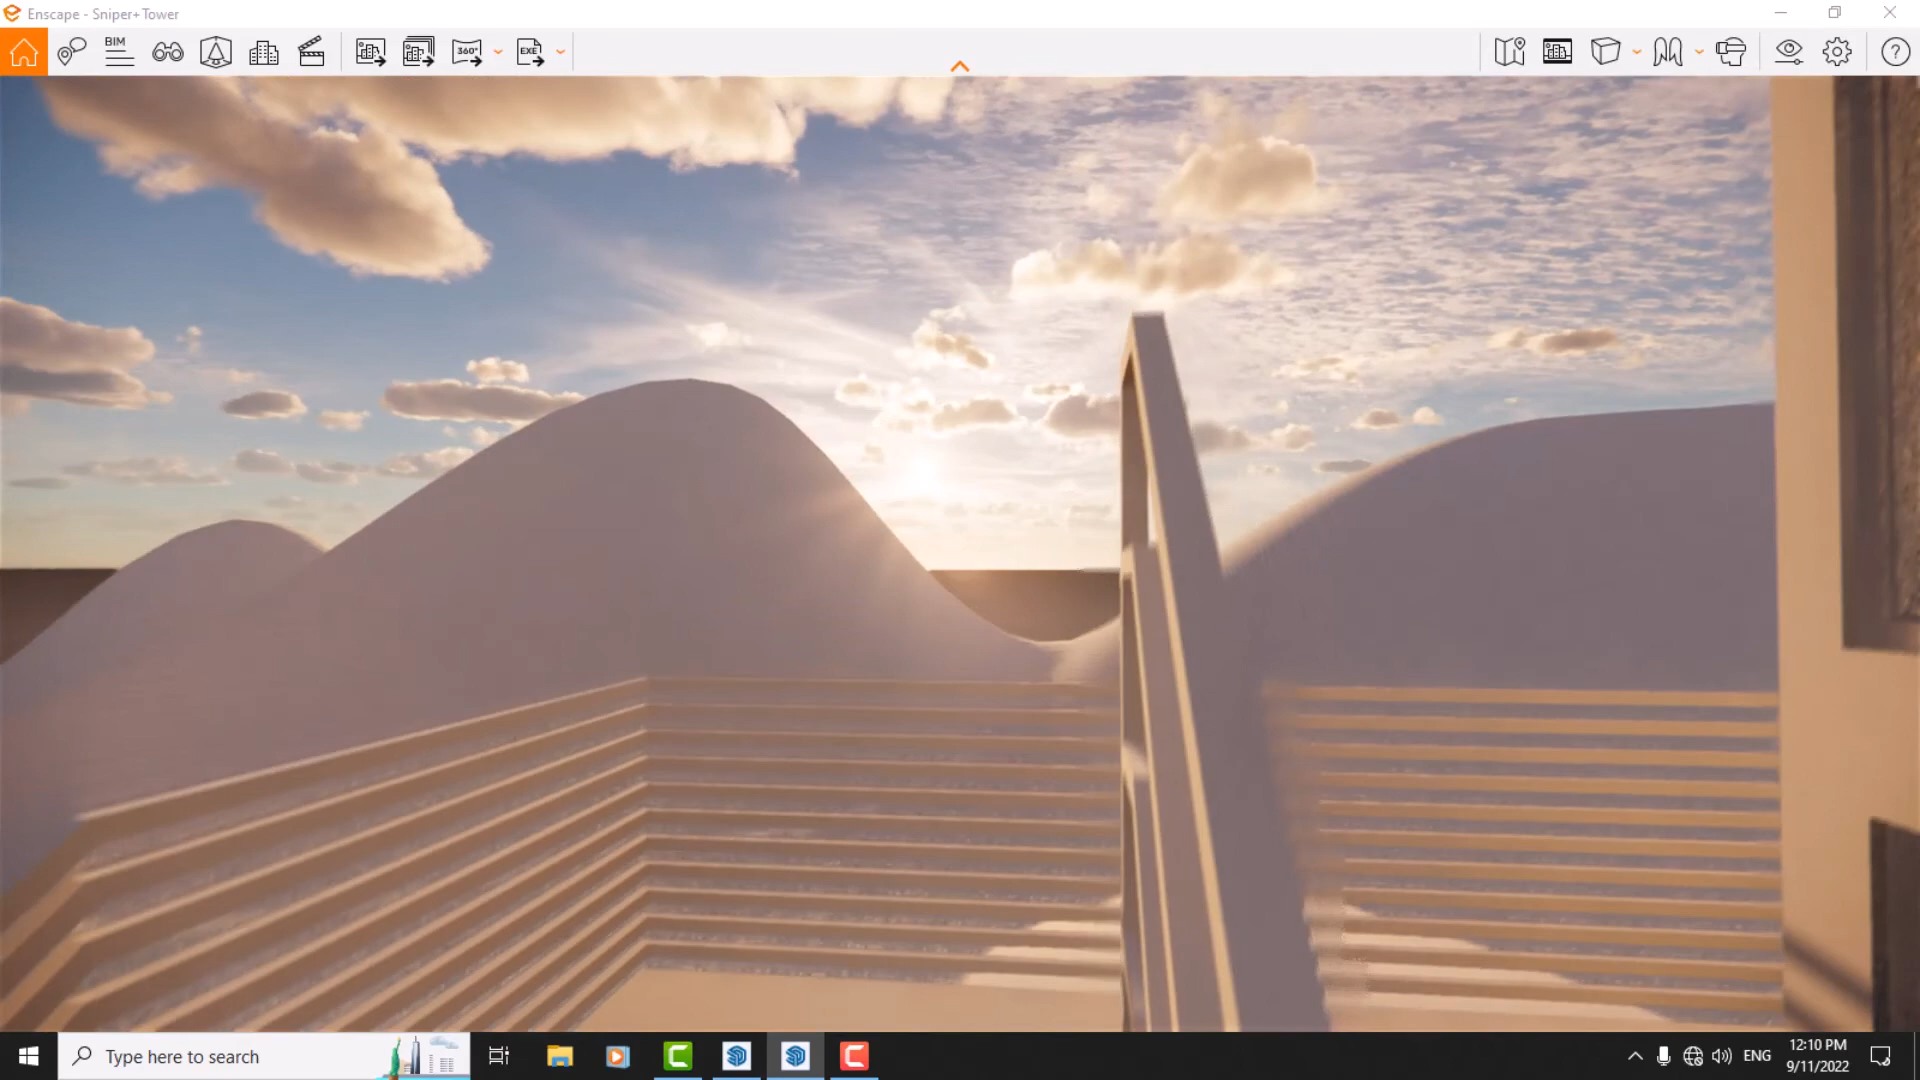 Enscape - Sniper+Tower
BIM
360°
EXE
?
Type here to search
ENG
12:10 PM
9/11/2022